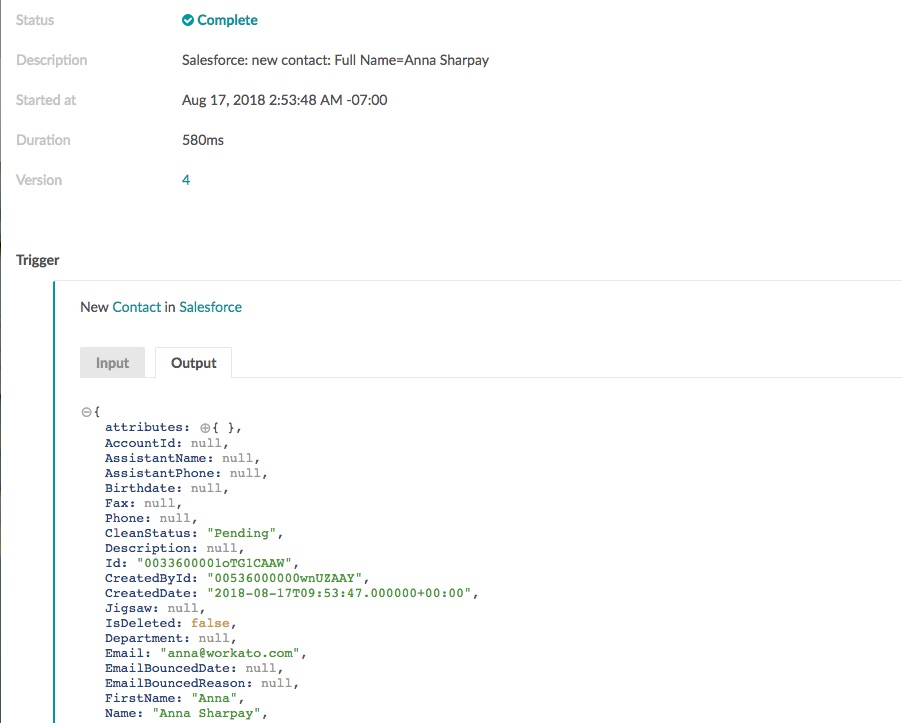 Status Complete
Description Salesforce: new contact: Full Name=Anna Sharpay
Started at Aug 17, 2018 2:53:48 AM -07:00
Duration 580ms
Version 4
Trigger
New Contact in Salesforce
Input Output
{
attributes: { },
AccountId: null,
AssistantName: null,
AssistantPhone: null,
Birthdate: null,
Fax: null,
Phone: null,
CleanStatus: "Pending",
Description: null,
Id: "0033600001oTG1CAAW",
CreatedById: "00536000000wnUZAAY",
CreatedDate: "2018-08-17T09:53:47.000000+00:00",
Jigsaw: null,
IsDeleted: false,
Department: null,
Email: "anna@workato.com",
EmailBouncedDate: null,
EmailBouncedReason: null,
FirstName: "Anna",
Name: "Anna Sharpay",